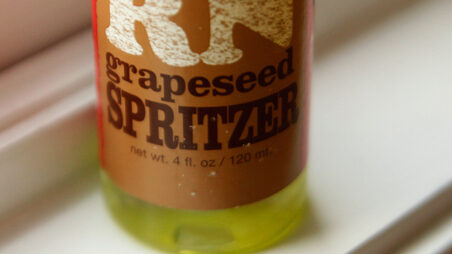 grapeseed
SPRITZER
net wt. 4 fl. oz / 120 ml.